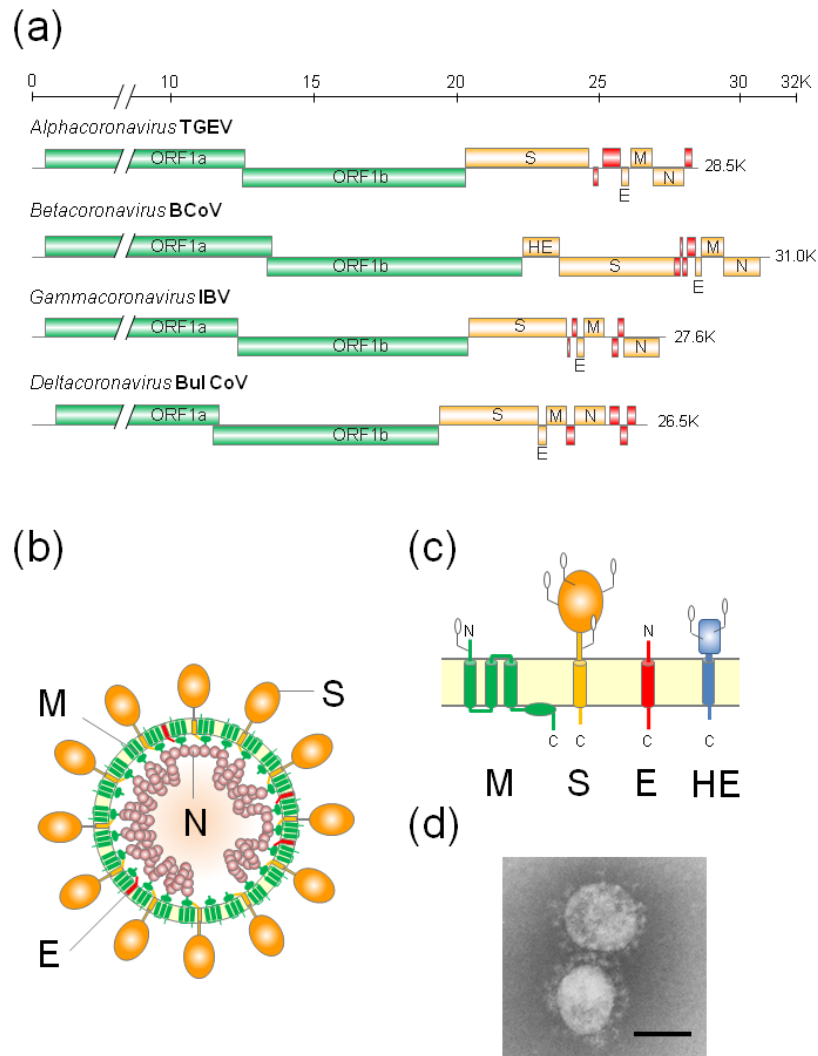 (a)
0 10 15 20 25 30 32K
Alphacoronavirus TGEV
ORF1a S M
28.5K
ORF1b N
E
Betacoronavirus BCoV
ORF1a HE M
31.0K
ORF1b S N
E
Gammacoronavirus IBV
ORF1a S M
27.6K
ORF1b N
E
Deltacoronavirus Bul CoV
ORF1a S M N
26.5K
ORF1b
E
(b)
M S
N
E
(c)
N N
C C C C
M S E HE
(d)